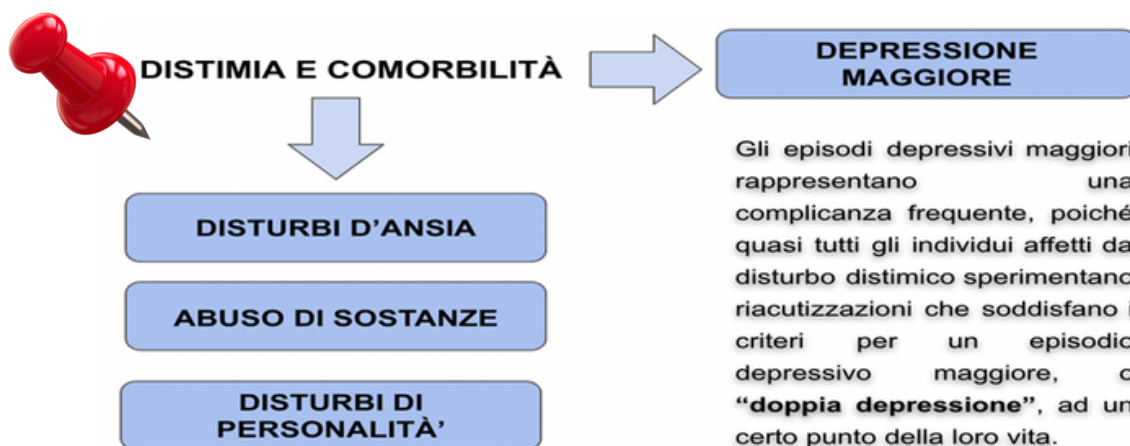 DISTIMIA E COMORBILITÀ
DISTURBI D'ANSIA
ABUSO DI SOSTANZE
DISTURBI DI
PERSONALITA'
DEPRESSIONE
MAGGIORE
Gli episodi depressivi maggiori
rappresentano una
complicanza frequente, poiché
quasi tutti gli individui affetti da
disturbo distimico sperimentano
riacutizzazioni che soddisfano i
criteri per un episodio
depressivo maggiore, o
“doppia depressione”, ad un
certo punto della loro vita.